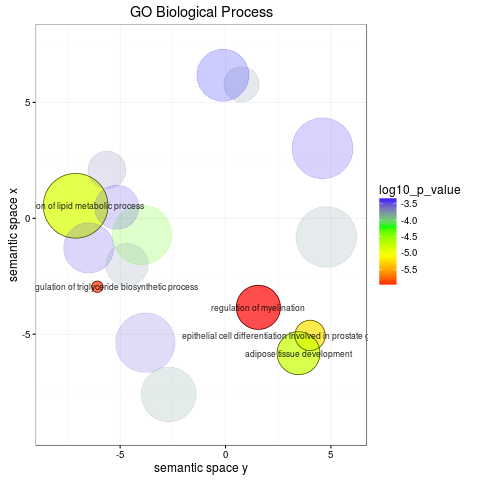 GO Biological Process
semantic space x
5
0
-5
on of lipid metabolic process
gulation of triglyceride biosynthetic process
regulation of myelination
epithelial cell differentiation involved in prostate g
adipose tissue development
-5
0
5
semantic space y
log10_p_value
-3.5
-4.0
-4.5
-5.0
-5.5